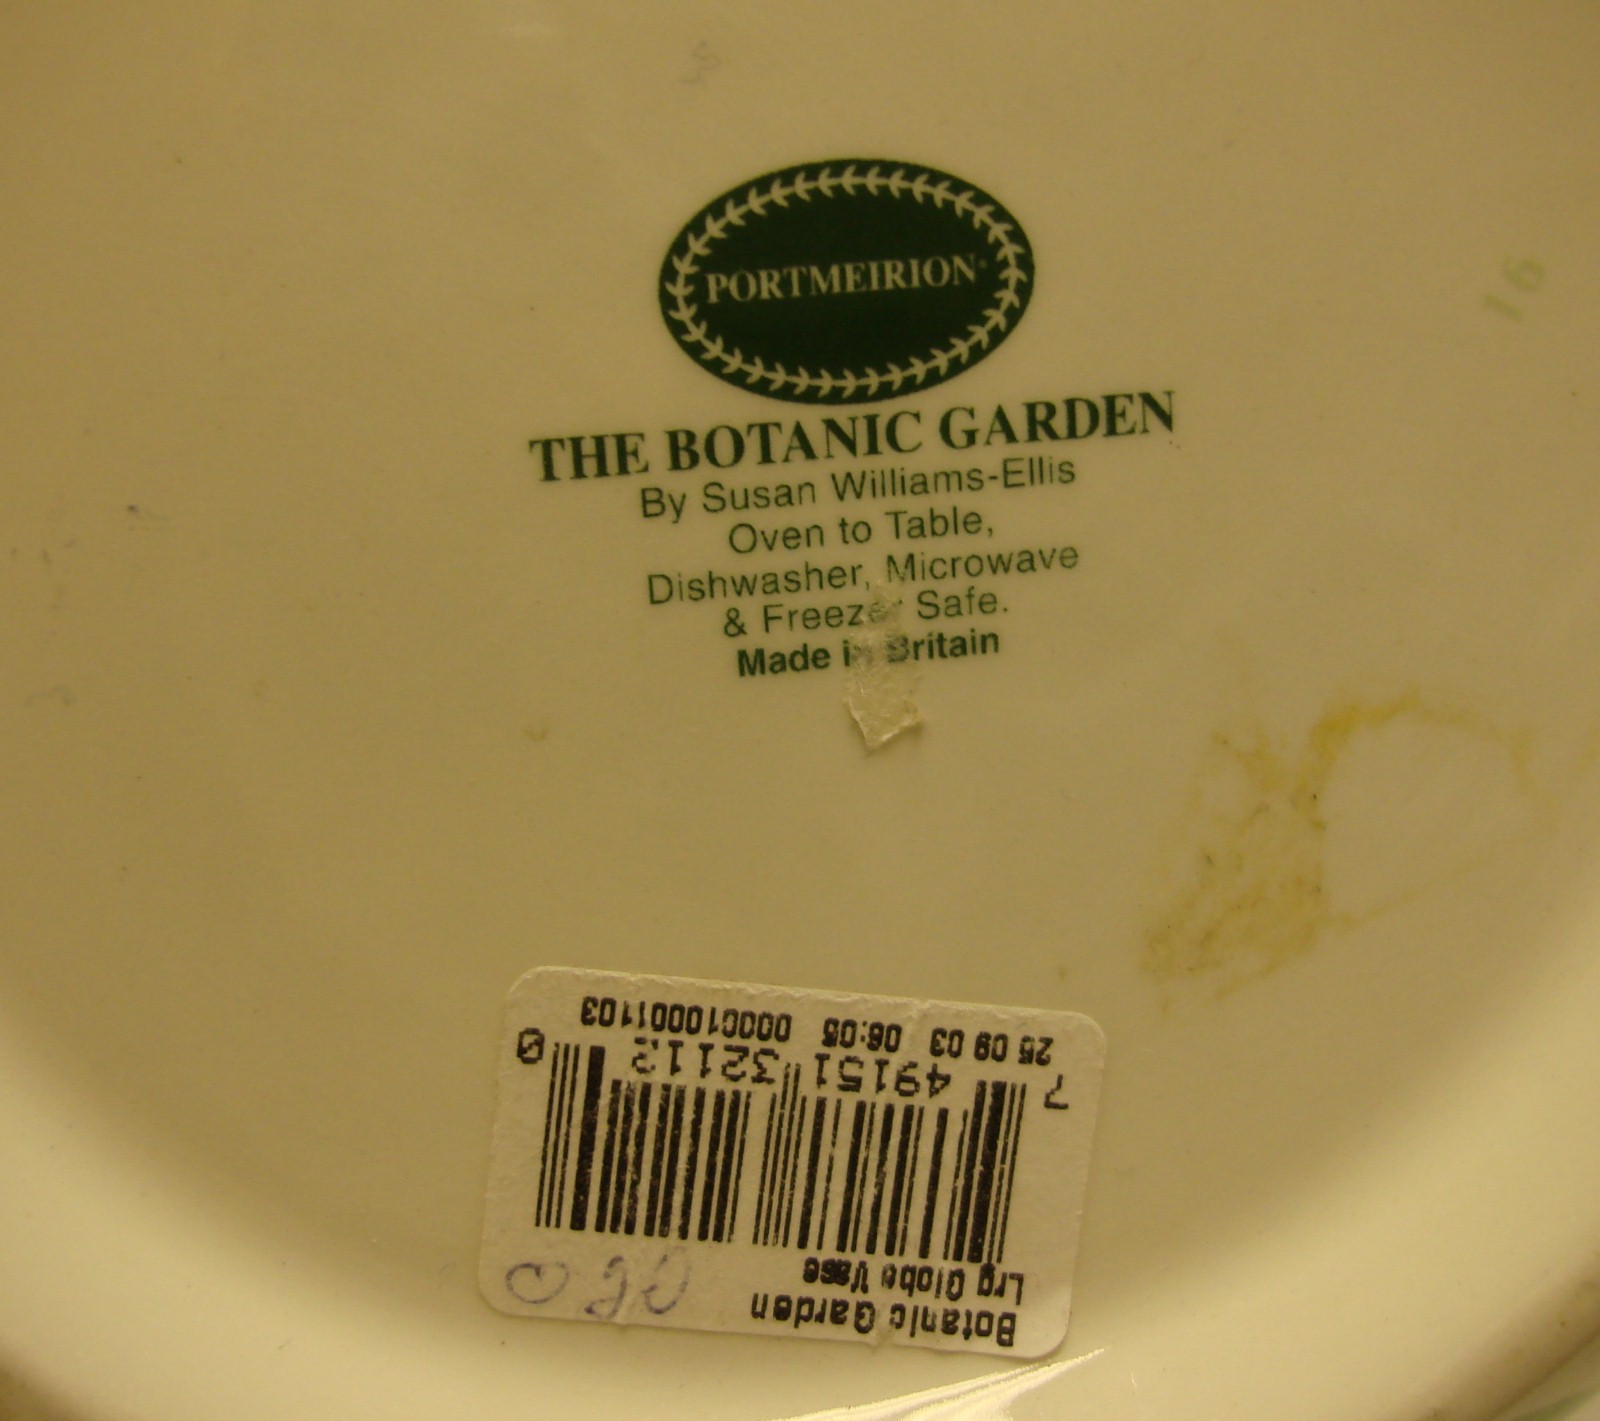 PORTMEIRION
THE BOTANIC GARDEN
By Susan Williams-Ellis
Oven to Table,
Dishwasher, Microwave
& Freezer Safe.
Made in Britain
16
Botanic Garden
Lrg Globe Vase
7 49151 32112 0
25 09 03 06:05 000010001103